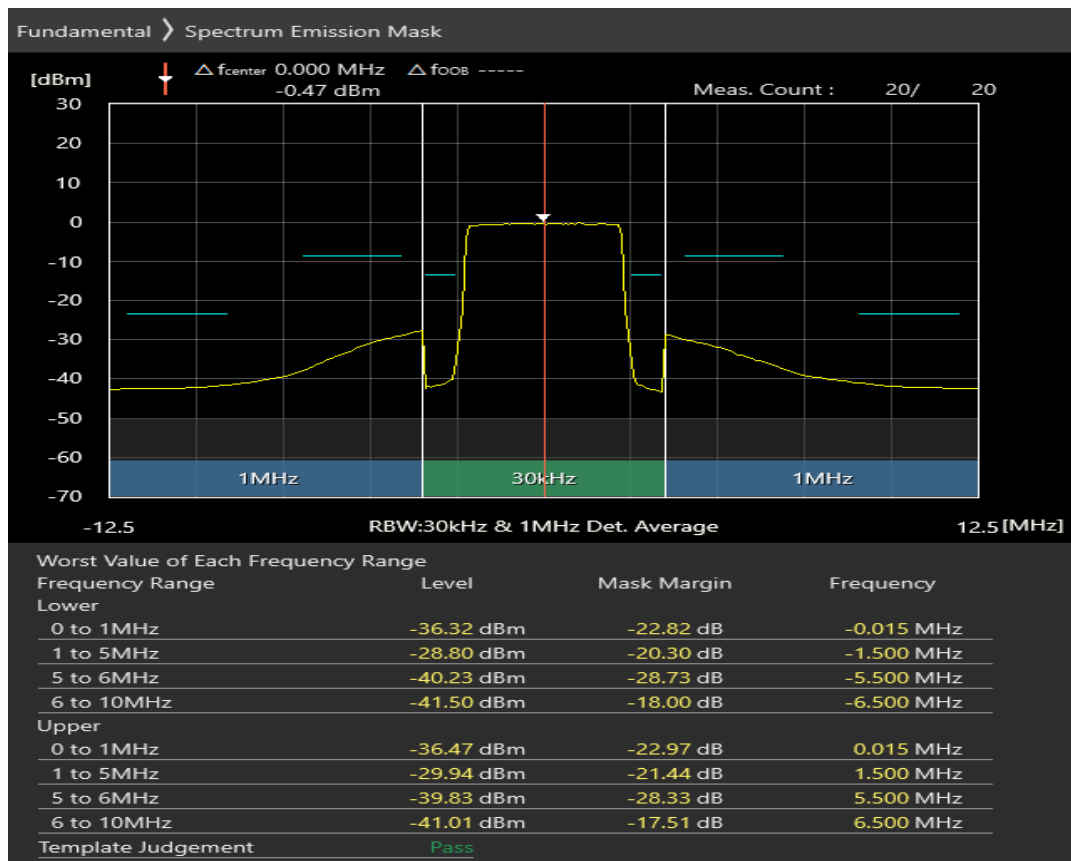 Fundamental ❯ Spectrum Emission Mask
[dBm] △ fcenter 0.000 MHz △ fOOB -----
-0.47 dBm Meas. Count : 20/ 20
30
20
10
0
-10
-20
-30
-40
-50
-60
1MHz 30kHz 1MHz
-70
-12.5 RBW:30kHz & 1MHz Det. Average 12.5 [MHz]
Worst Value of Each Frequency Range
Frequency Range Level Mask Margin Frequency
Lower
0 to 1MHz -36.32 dBm -22.82 dB -0.015 MHz
1 to 5MHz -28.80 dBm -20.30 dB -1.500 MHz
5 to 6MHz -40.23 dBm -28.73 dB -5.500 MHz
6 to 10MHz -41.50 dBm -18.00 dB -6.500 MHz
Upper
0 to 1MHz -36.47 dBm -22.97 dB 0.015 MHz
1 to 5MHz -29.94 dBm -21.44 dB 1.500 MHz
5 to 6MHz -39.83 dBm -28.33 dB 5.500 MHz
6 to 10MHz -41.01 dBm -17.51 dB 6.500 MHz
Template Judgement Pass